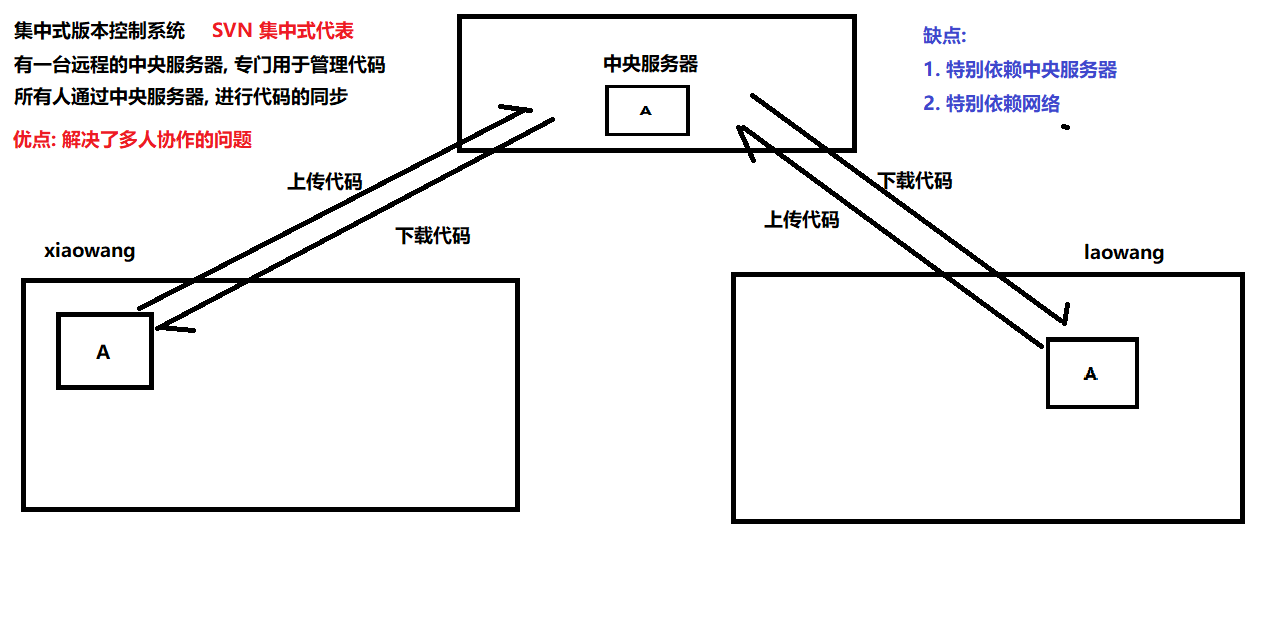 集中式版本控制系统 SVN 集中式代表
有一台远程的中央服务器, 专门用于管理代码
所有人通过中央服务器, 进行代码的同步
优点: 解决了多人协作的问题
中央服务器
A
缺点:
1. 特别依赖中央服务器
2. 特别依赖网络
上传代码
下载代码
下载代码
上传代码
xiaowang
A
laowang
A